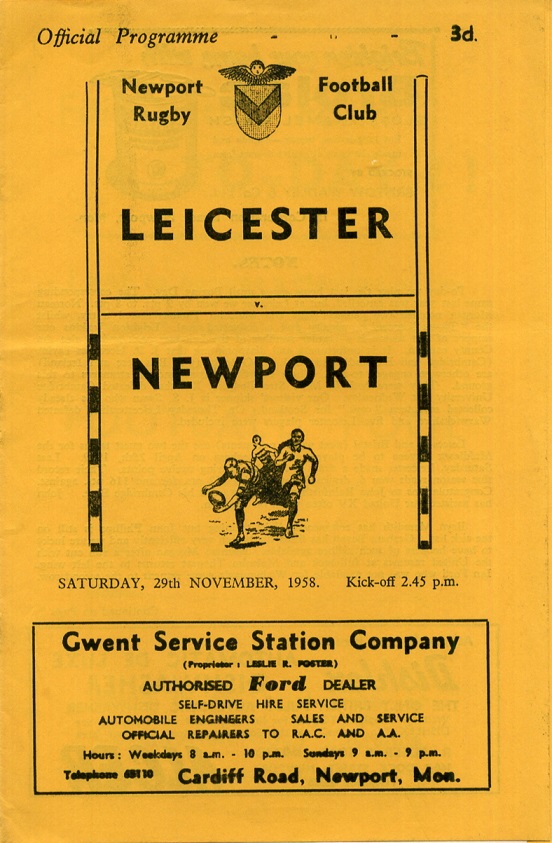 Official Programme 3d.
Newport Football
Rugby Club
LEICESTER
v.
NEWPORT
SATURDAY, 29th NOVEMBER, 1958. Kick-off 2.45 p.m.
Gwent Service Station Company
(Proprietor : LESLIE R. POSTER)
AUTHORISED Ford DEALER
SELF-DRIVE HIRE SERVICE
AUTOMOBILE ENGINEERS SALES AND SERVICE
OFFICIAL REPAIRERS TO R.A.C. AND A.A.
Hours : Weekdays 8 a.m. - 10 p.m. Sundays 9 a.m. - 9 p.m.
Telephone Cardiff Road, Newport, Mon.